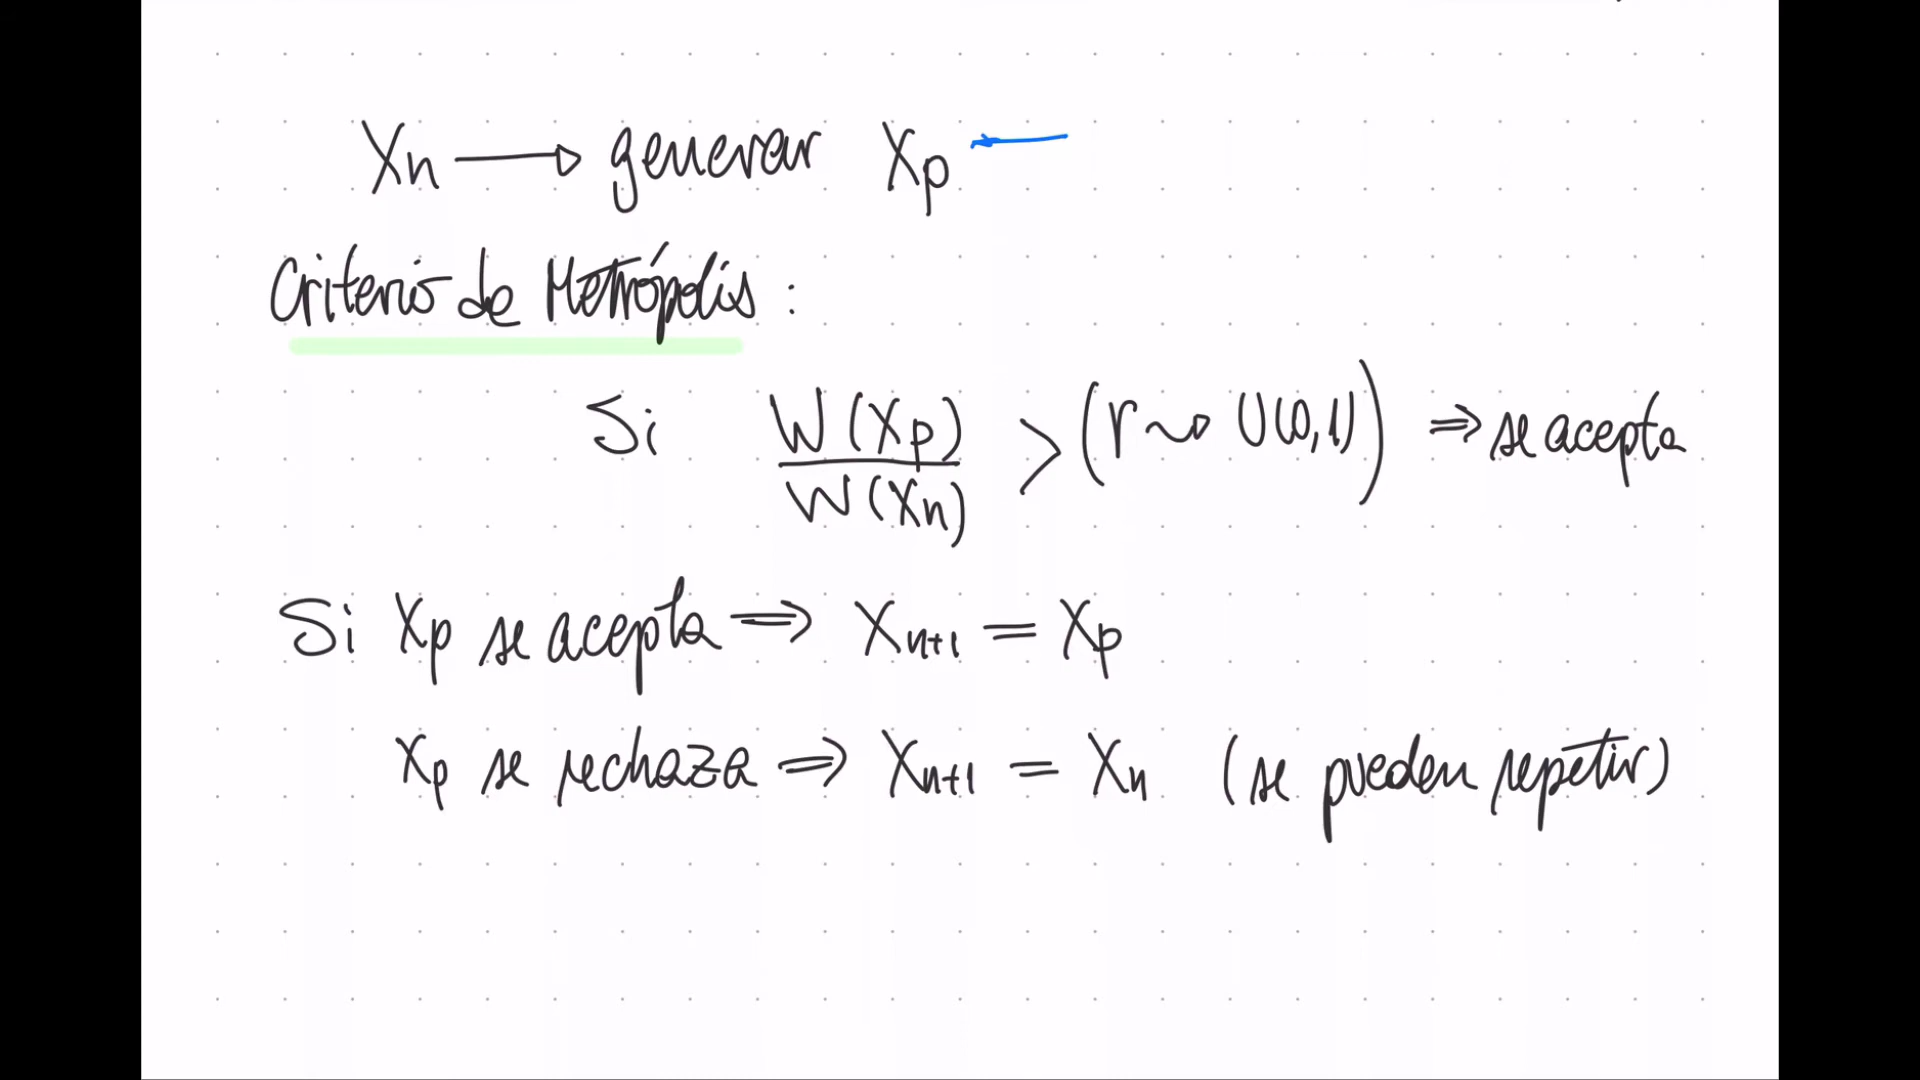 Xn → generar Xp ←
Criterio de Metrópolis :
Si W(Xp) / W(Xn) > (r ~ U(0,1)) ⇒ se acepta
Si Xp se acepta ⇒ Xn+1 = Xp
Xp se rechaza ⇒ Xn+1 = Xn (se pueden repetir)